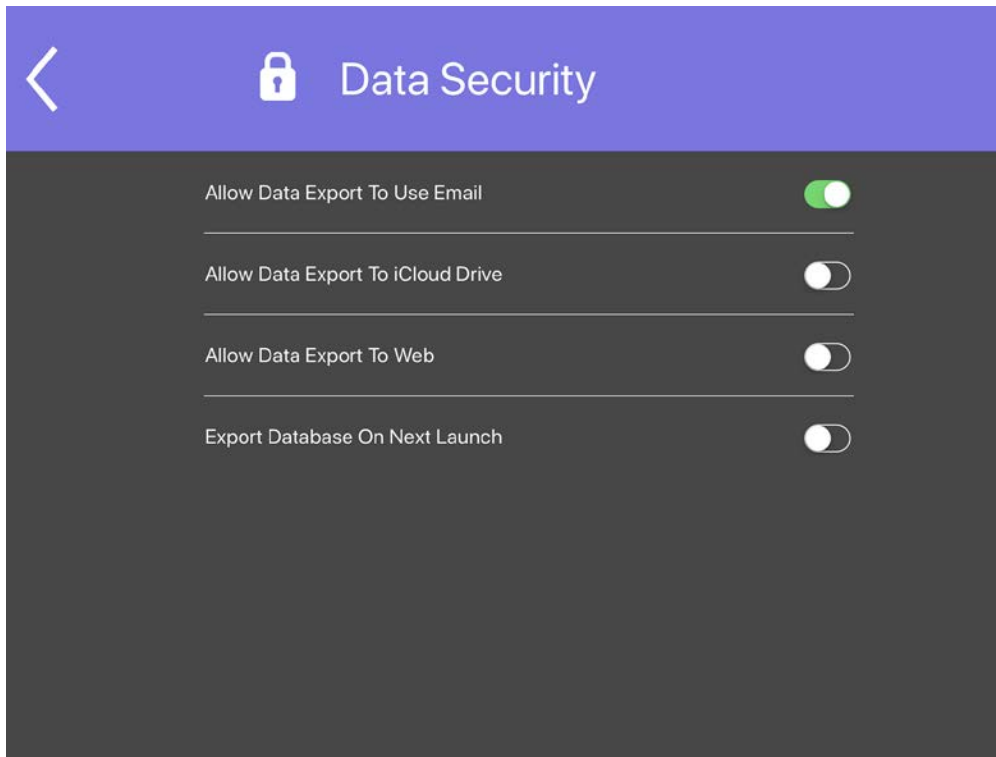 Data Security
Allow Data Export To Use Email
Allow Data Export To iCloud Drive
Allow Data Export To Web
Export Database On Next Launch